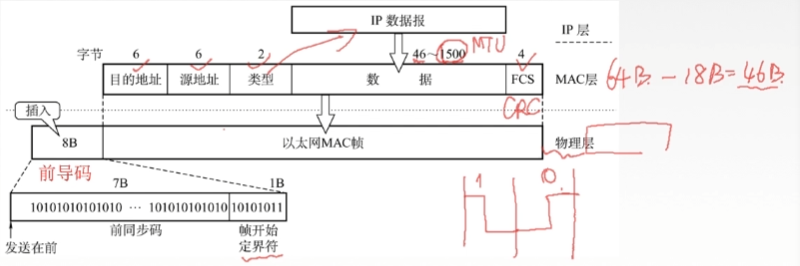 IP 数据报
IP 层
字节 6 6 2 46~1500 MTU 4
目的地址 源地址 类型 数 据 FCS MAC层 64B - 18B = 46B
CRC
插入
8B 以太网MAC帧 物理层
前导码
7B 1B
1 0
10101010101010 … 101010101010 10101011
前同步码 帧开始
定界符
发送在前